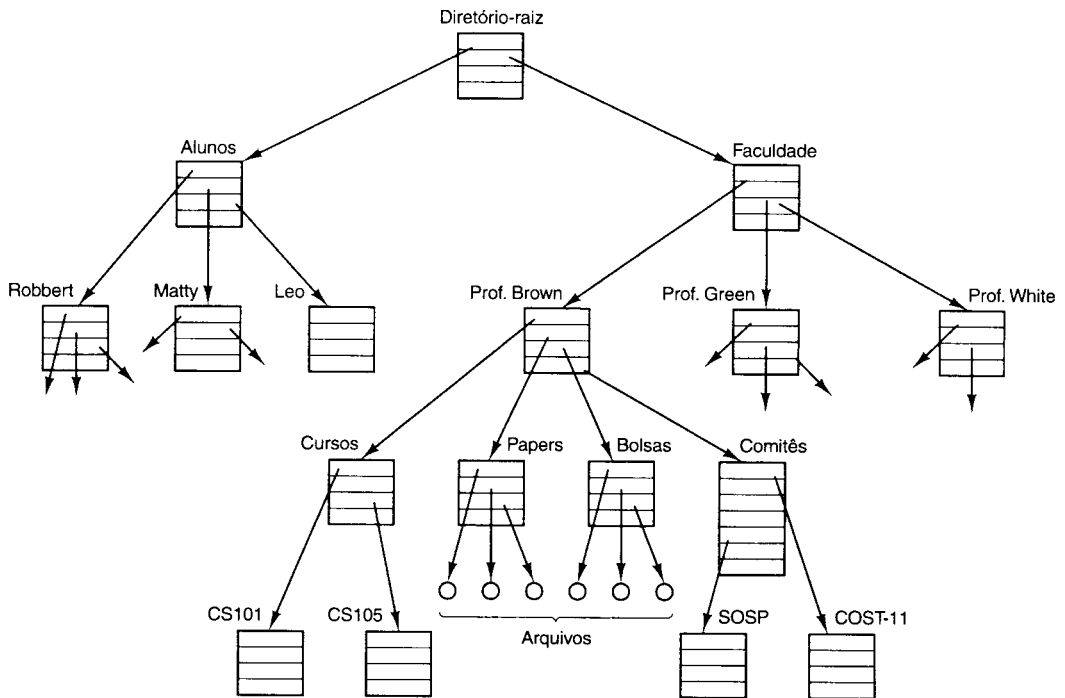 Diretório-raiz
Alunos
Faculdade
Robbert
Matty
Leo
Prof. Brown
Prof. Green
Prof. White
Cursos
Papers
Bolsas
Comitês
CS101
CS105
Arquivos
SOSP
COST-11